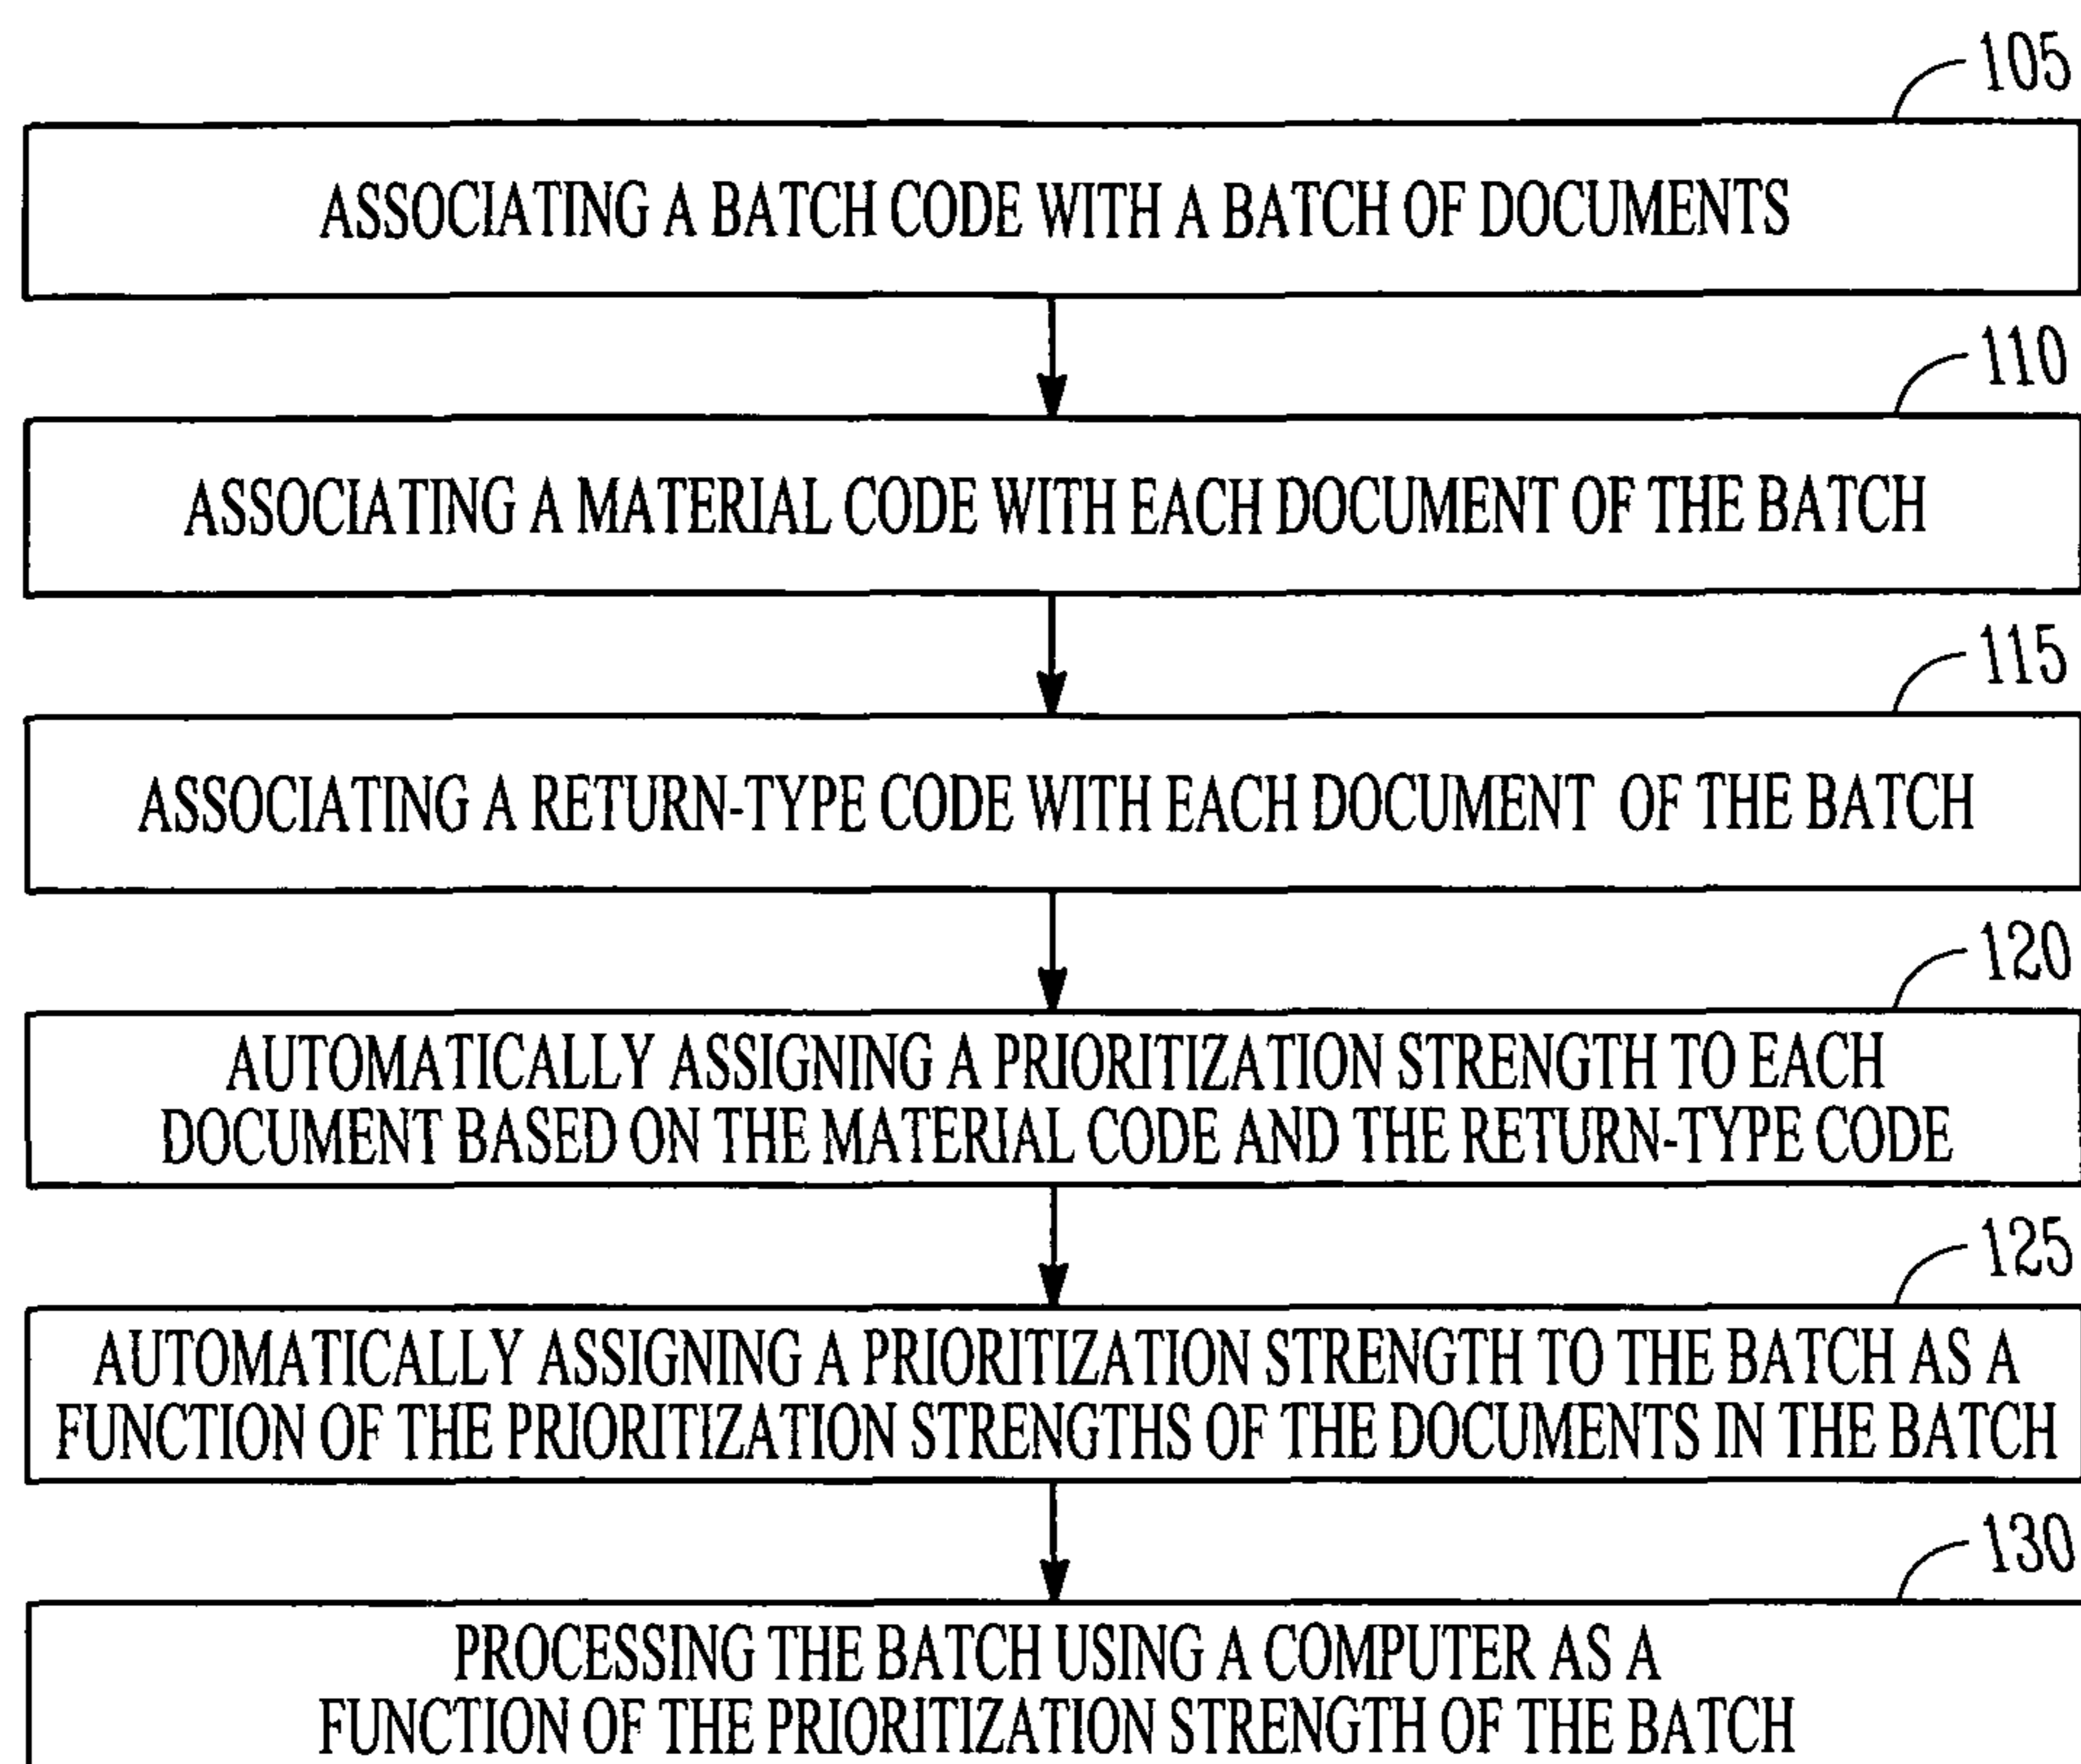 105
ASSOCIATING A BATCH CODE WITH A BATCH OF DOCUMENTS
110
ASSOCIATING A MATERIAL CODE WITH EACH DOCUMENT OF THE BATCH
115
ASSOCIATING A RETURN-TYPE CODE WITH EACH DOCUMENT OF THE BATCH
120
AUTOMATICALLY ASSIGNING A PRIORITIZATION STRENGTH TO EACH
DOCUMENT BASED ON THE MATERIAL CODE AND THE RETURN-TYPE CODE
125
AUTOMATICALLY ASSIGNING A PRIORITIZATION STRENGTH TO THE BATCH AS A
FUNCTION OF THE PRIORITIZATION STRENGTHS OF THE DOCUMENTS IN THE BATCH
130
PROCESSING THE BATCH USING A COMPUTER AS A
FUNCTION OF THE PRIORITIZATION STRENGTH OF THE BATCH